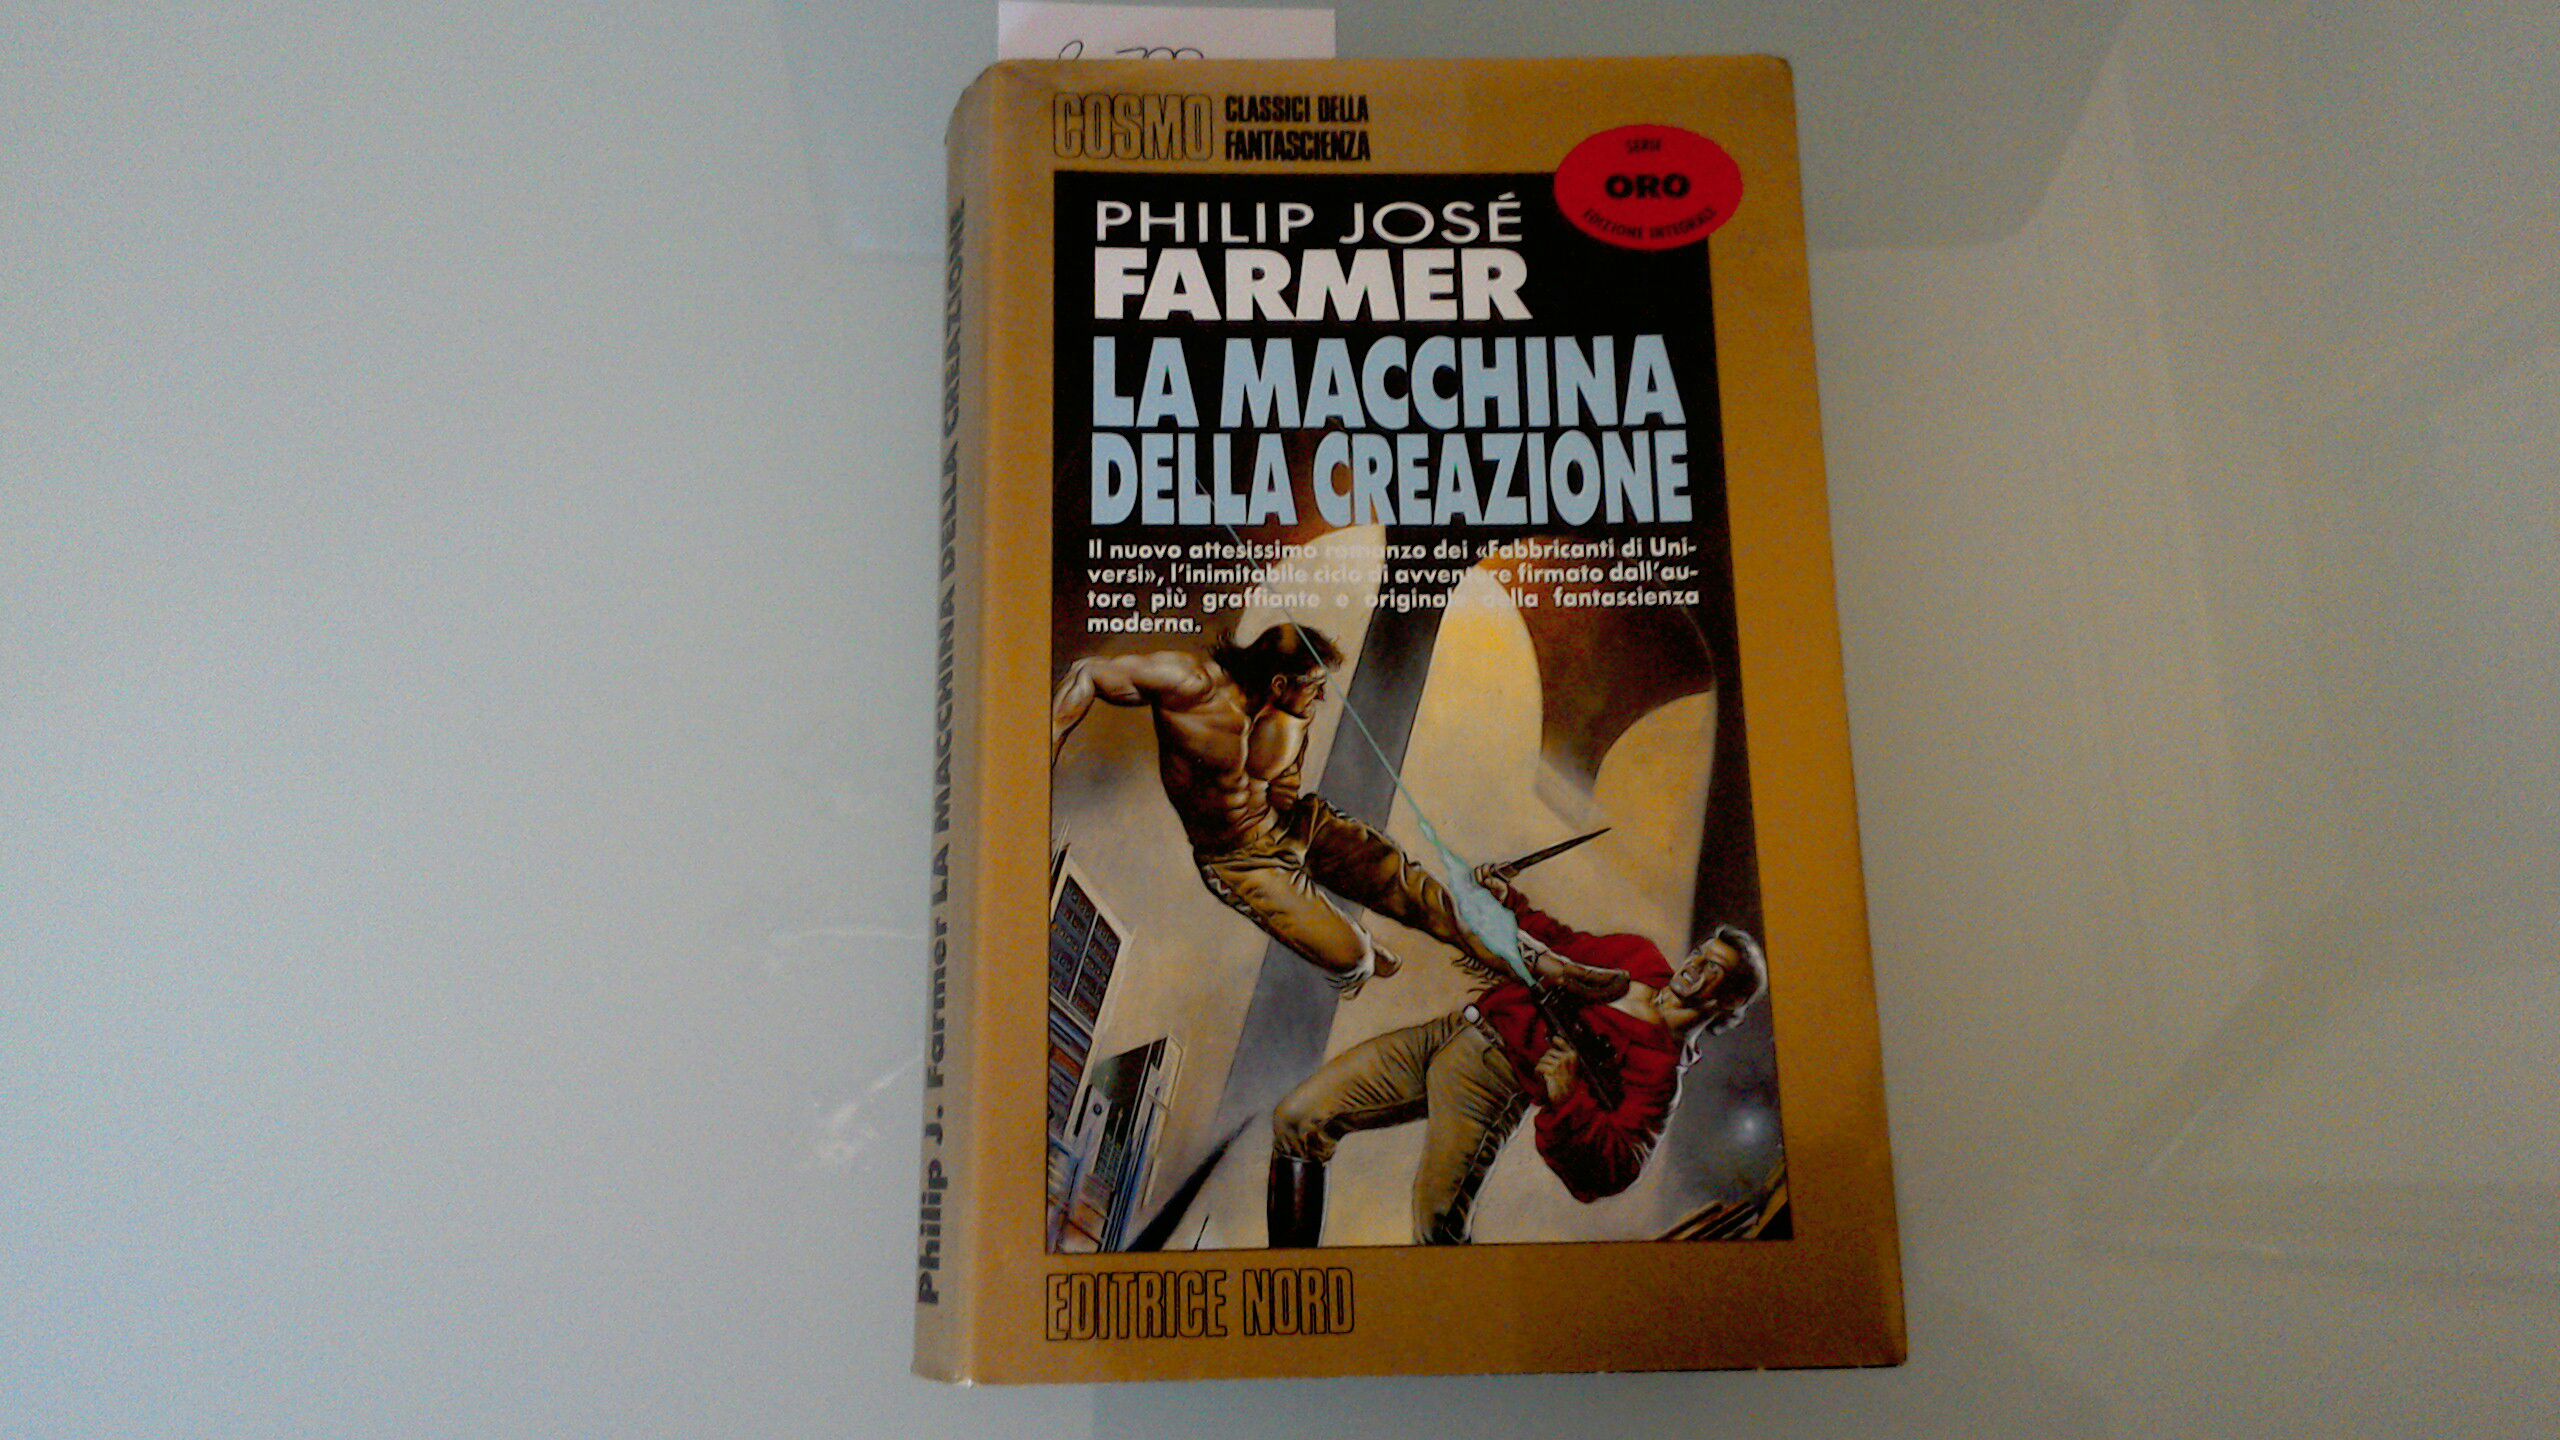 COSMO CLASSICI DELLA
FANTASCIENZA
SERIE
ORO
EDIZIONE INTEGRALE
PHILIP JOSÉ
FARMER
LA MACCHINA
DELLA CREAZIONE
Il nuovo attesissimo romanzo dei «Fabbricanti di Uni-
versi», l'inimitabile ciclo di avventure firmato dall'au-
tore più graffiante e originale della fantascienza
moderna.
EDITRICE NORD
Philip J. Farmer LA MACCHINA DELLA CREAZIONE